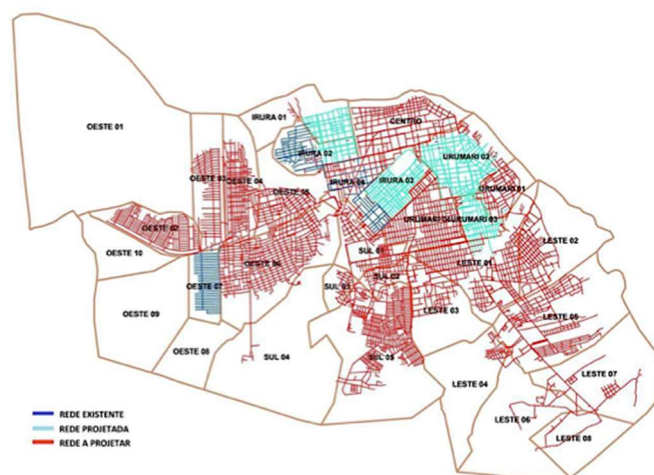 OESTE 01
IRURA 01
CENTRO
IRURA 02
URUMARI 02
OESTE 03
OESTE 04
IRURA 04
IRURA 03
URUMARI 01
OESTE 05
OESTE 02
URUMARI 03
LESTE 02
OESTE 10
SUL 01
OESTE 06
LESTE 01
SUL 02
OESTE 07
SUL 03
OESTE 09
LESTE 03
LESTE 05
OESTE 08
SUL 04
SUL 05
LESTE 07
LESTE 04
REDE EXISTENTE
REDE PROJETADA
LESTE 06
LESTE 08
REDE A PROJETAR